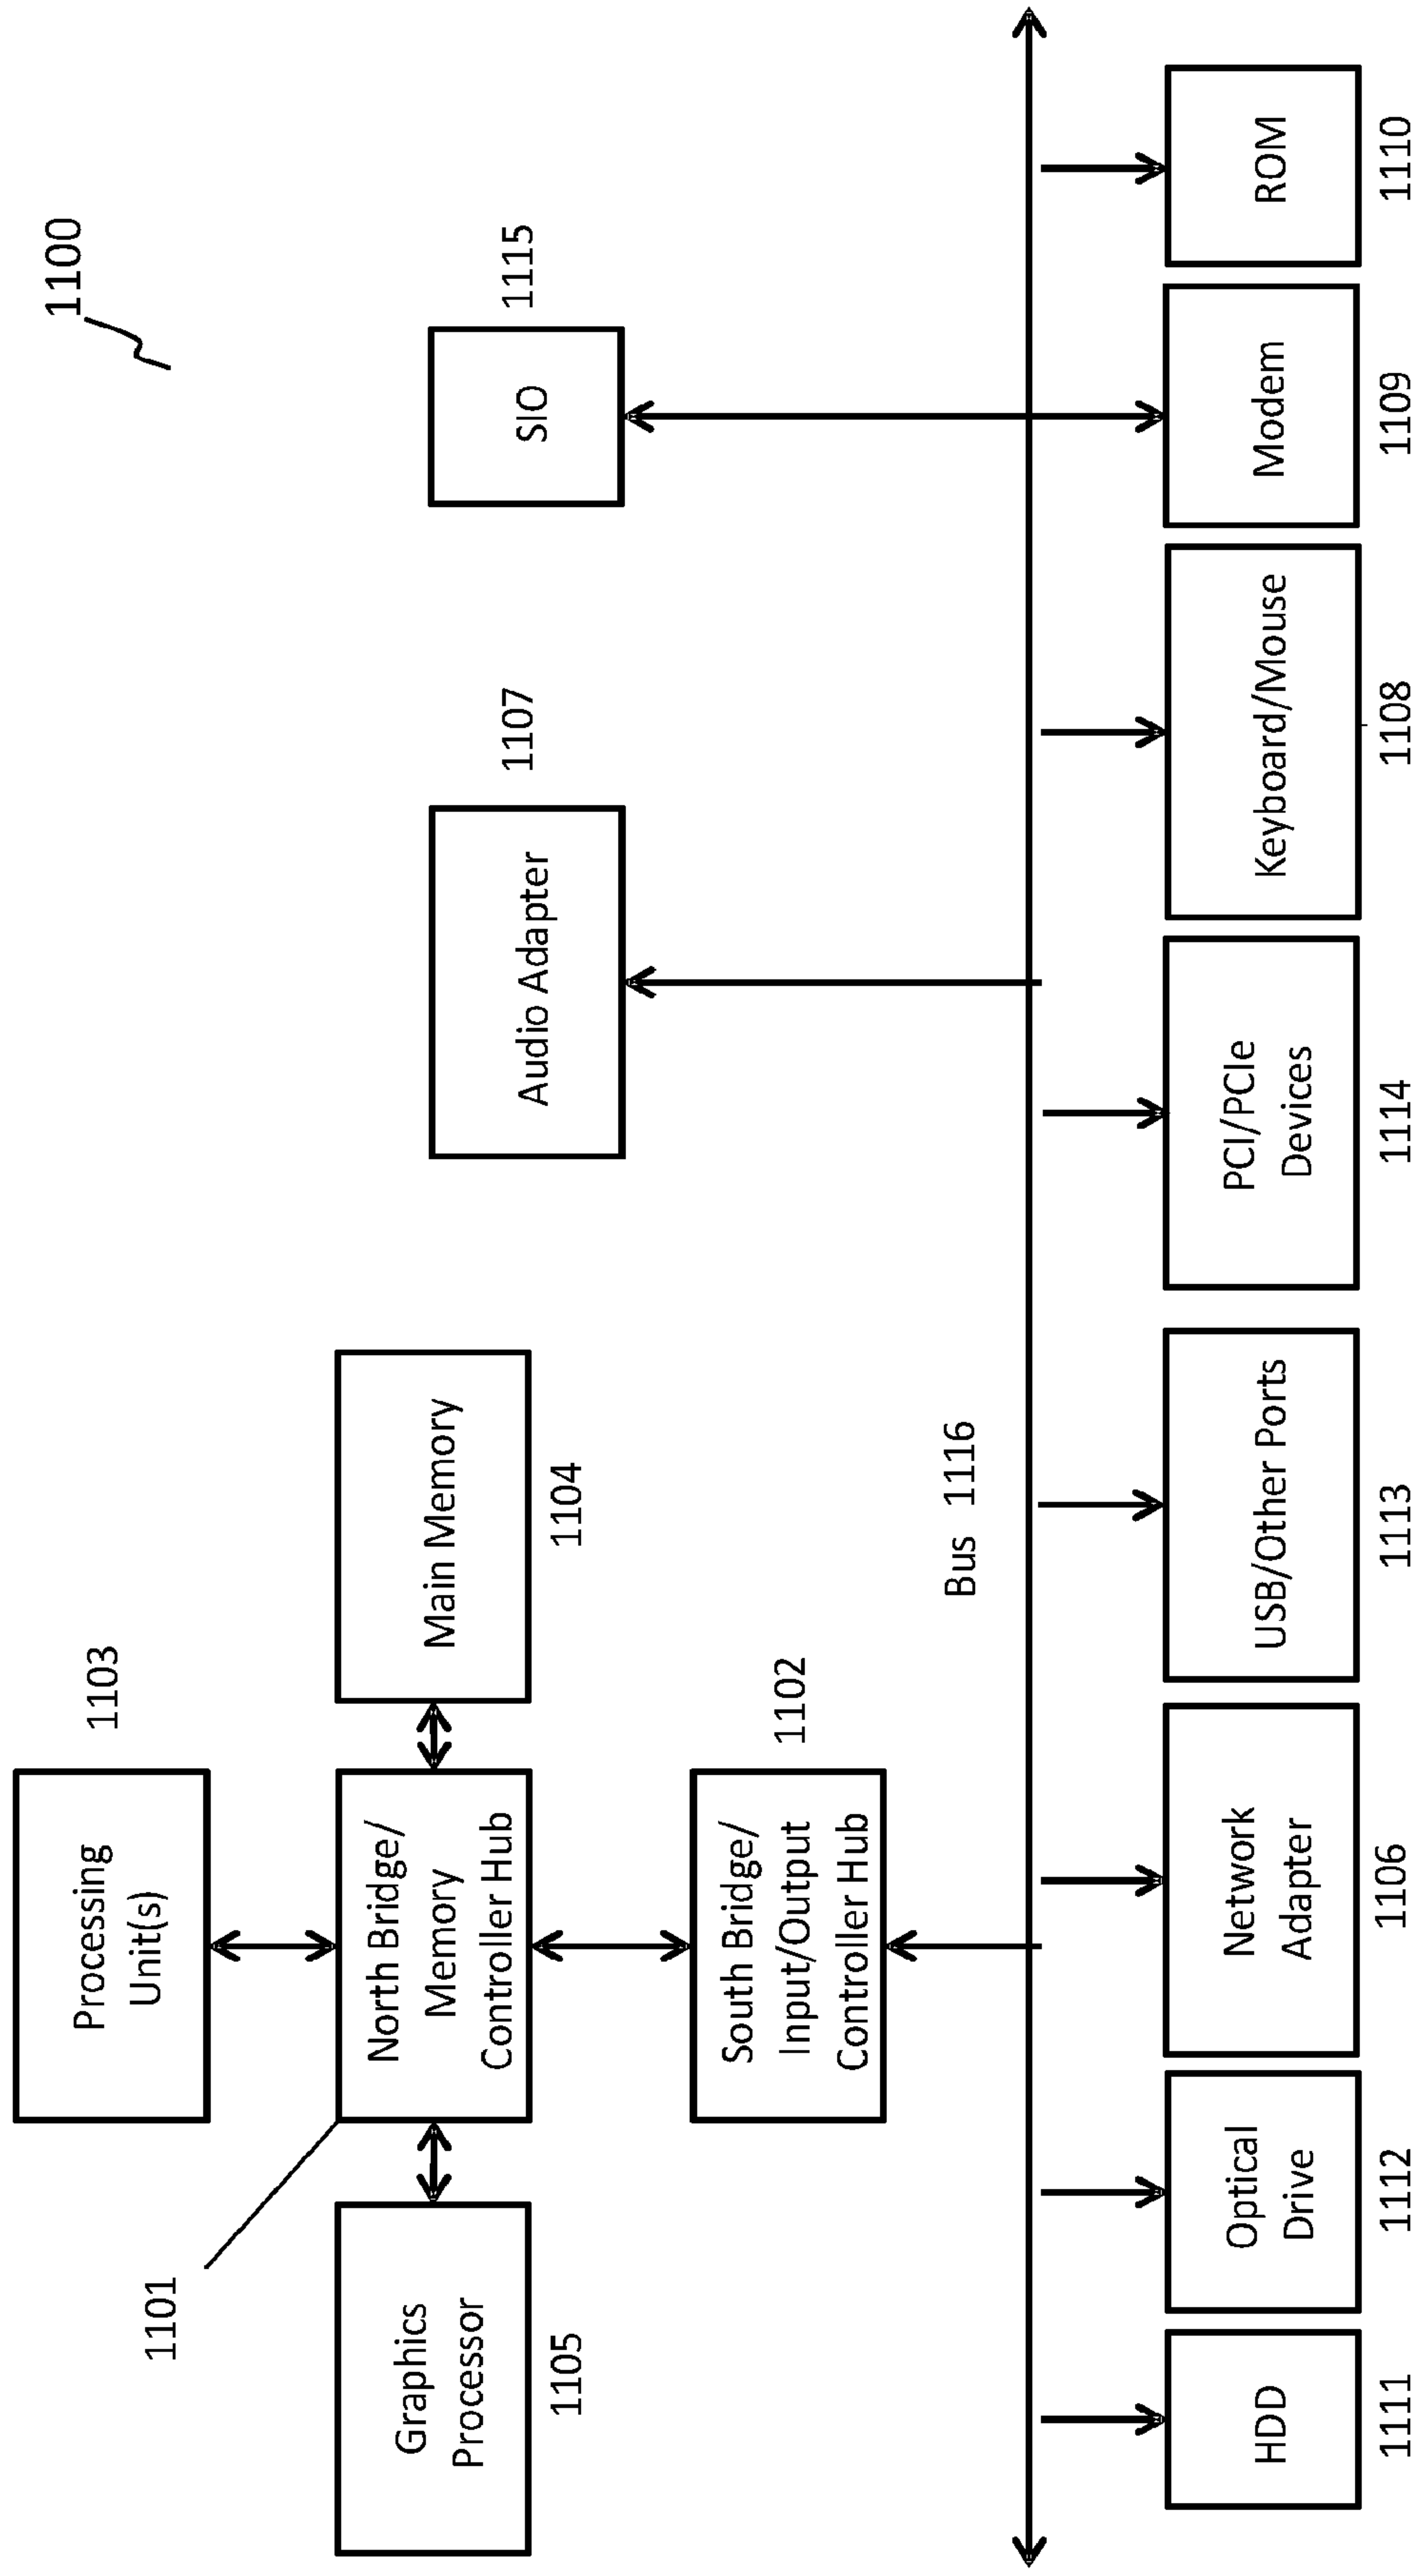 1100
1103
Processing
Unit(s)
1101
Graphics
Processor
1105
North Bridge/
Memory
Controller Hub
Main Memory
1104
Audio Adapter
1107
SIO
1115
South Bridge/
Input/Output
Controller Hub
1102
Bus 1116
HDD
1111
Optical
Drive
1112
Network
Adapter
1106
USB/Other Ports
1113
PCI/PCIe
Devices
1114
Keyboard/Mouse
1108
Modem
1109
ROM
1110